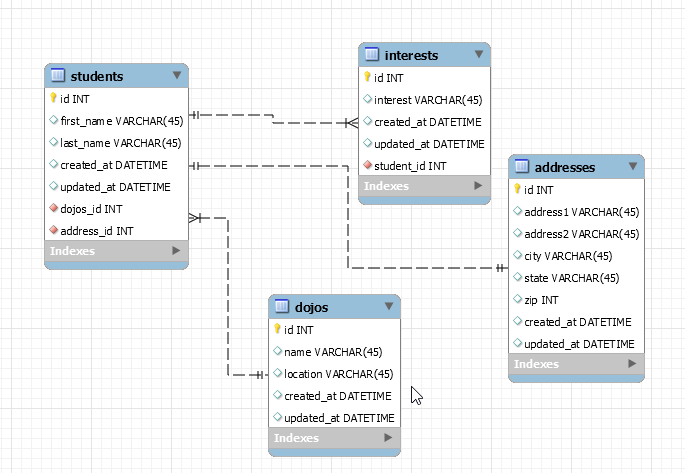 students
id INT
first_name VARCHAR(45)
last_name VARCHAR(45)
created_at DATETIME
updated_at DATETIME
dojos_id INT
address_id INT
Indexes
interests
id INT
interest VARCHAR(45)
created_at DATETIME
updated_at DATETIME
student_id INT
Indexes
addresses
id INT
address1 VARCHAR(45)
address2 VARCHAR(45)
city VARCHAR(45)
state VARCHAR(45)
zip INT
created_at DATETIME
updated_at DATETIME
Indexes
dojos
id INT
name VARCHAR(45)
location VARCHAR(45)
created_at DATETIME
updated_at DATETIME
Indexes